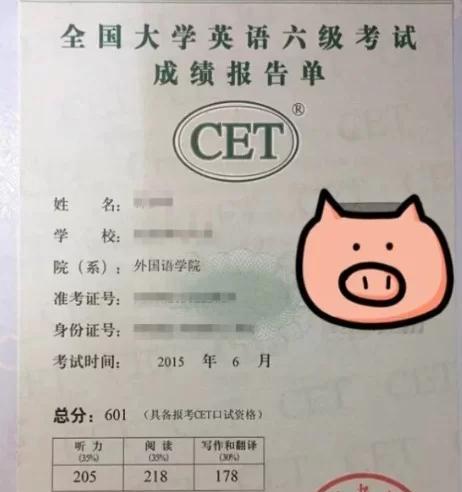 全国大学英语六级考试
成绩报告单
CET®
姓 名：
学 校：
院（系）：外国语学院
准考证号：
身份证号：
考试时间： 2015 年 6 月
总分：601 （具备报考CET口试资格）
听力 阅读 写作和翻译
(35%) (35%) (30%)
205 218 178